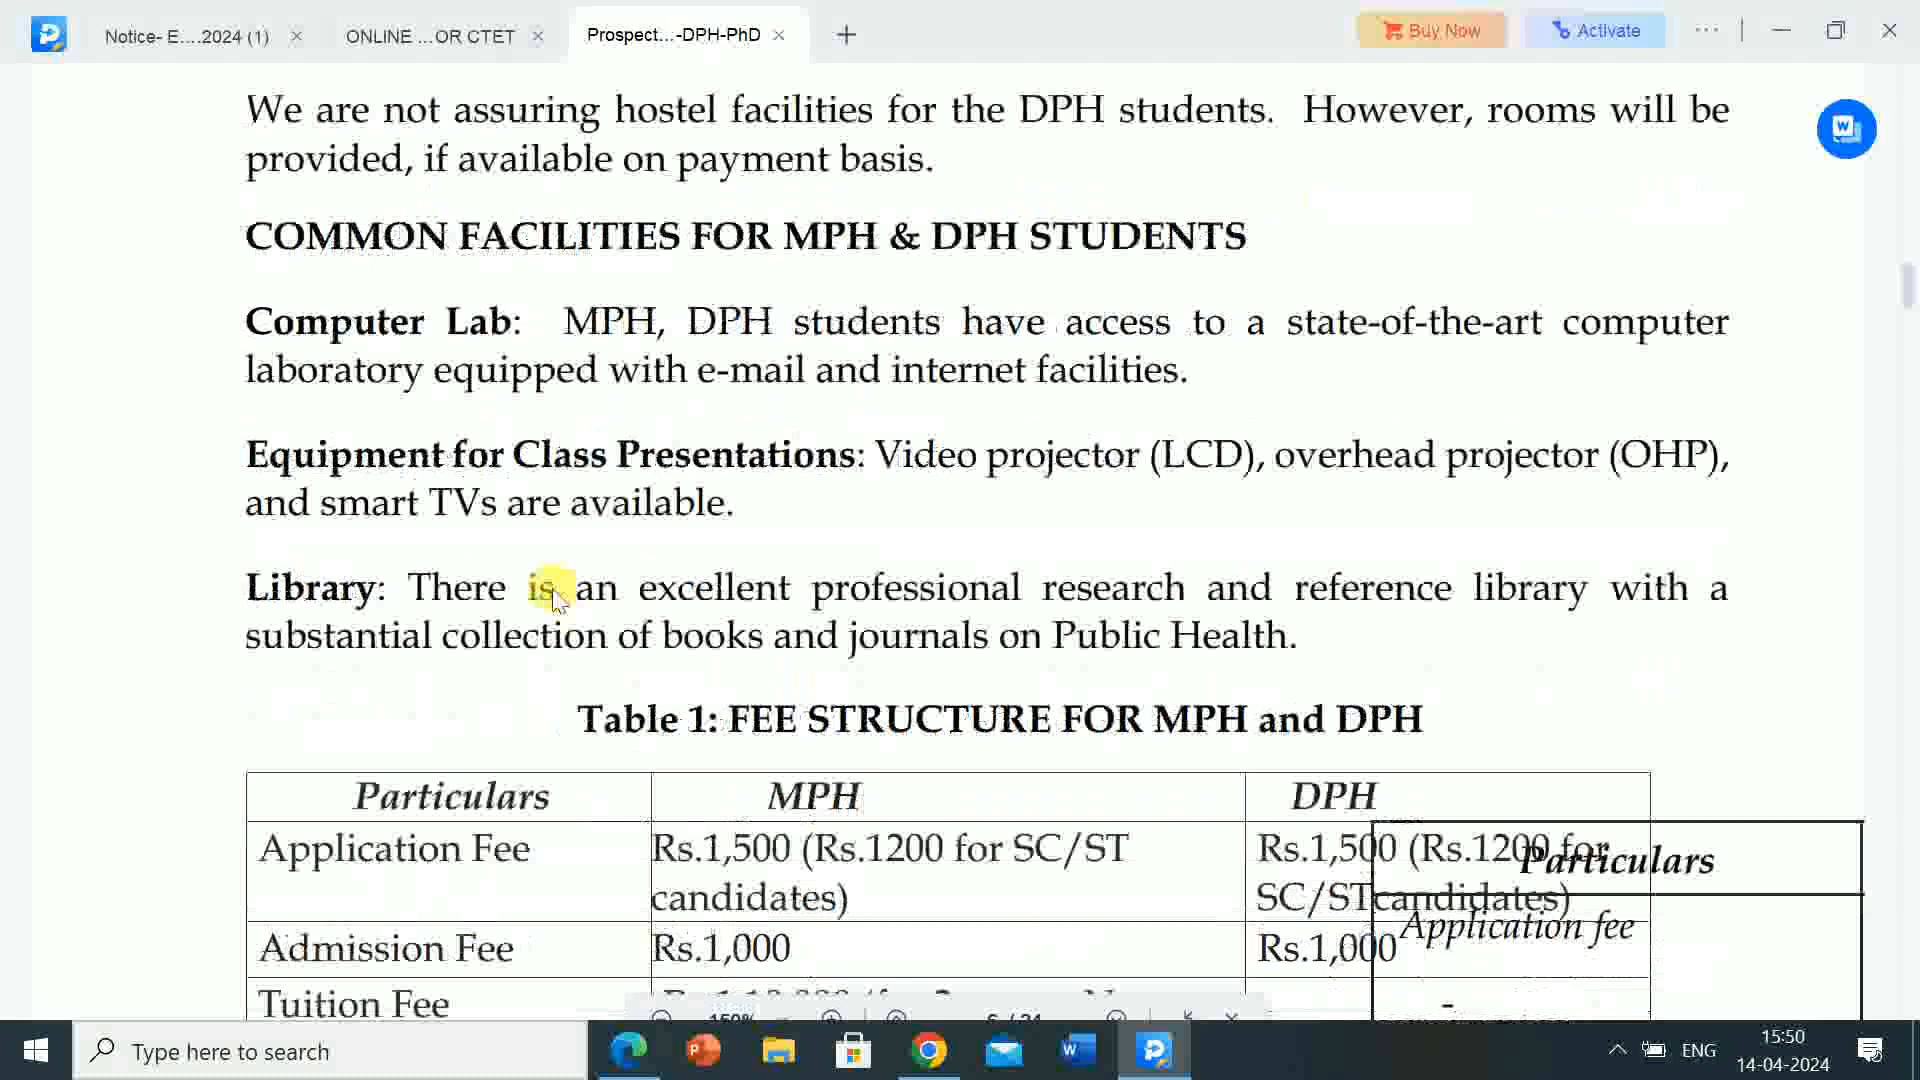 Notice- E....2024 (1)
ONLINE ...OR CTET
Prospect...-DPH-PhD
Buy Now
Activate
We are not assuring hostel facilities for the DPH students. However, rooms will be
provided, if available on payment basis.
COMMON FACILITIES FOR MPH & DPH STUDENTS
Computer Lab: MPH, DPH students have access to a state-of-the-art computer
laboratory equipped with e-mail and internet facilities.
Equipment for Class Presentations: Video projector (LCD), overhead projector (OHP),
and smart TVs are available.
Library: There is an excellent professional research and reference library with a
substantial collection of books and journals on Public Health.
Table 1: FEE STRUCTURE FOR MPH and DPH
Particulars MPH DPH
Application Fee Rs.1,500 (Rs.1200 for SC/ST Rs.1,500 (Rs.1200 for
candidates) SC/STcandidates)
Particulars
Application fee
Admission Fee Rs.1,000 Rs.1,000
Tuition Fee
-
150%
6 / 24
Type here to search
ENG
15:50
14-04-2024